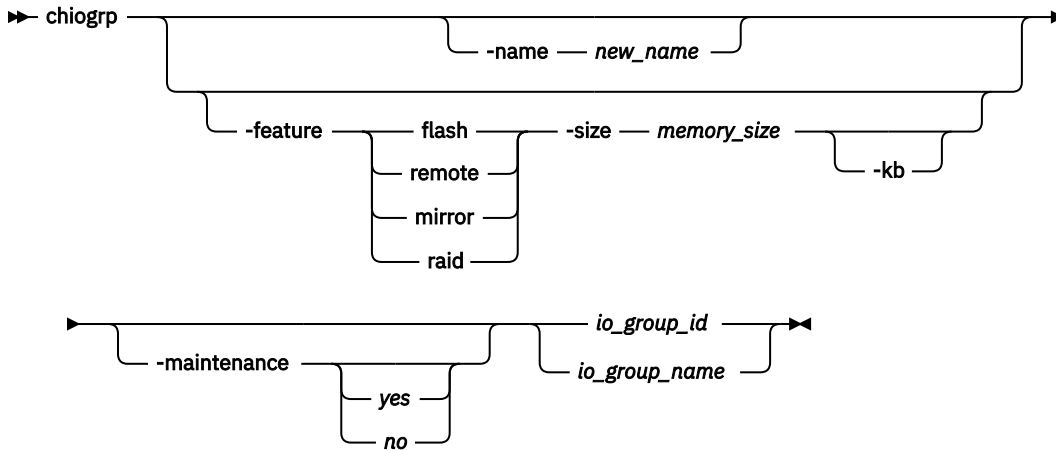 chiogrp
-name new_name
-feature flash -size memory_size
remote -kb
mirror
raid
io_group_id
-maintenance io_group_name
yes
no